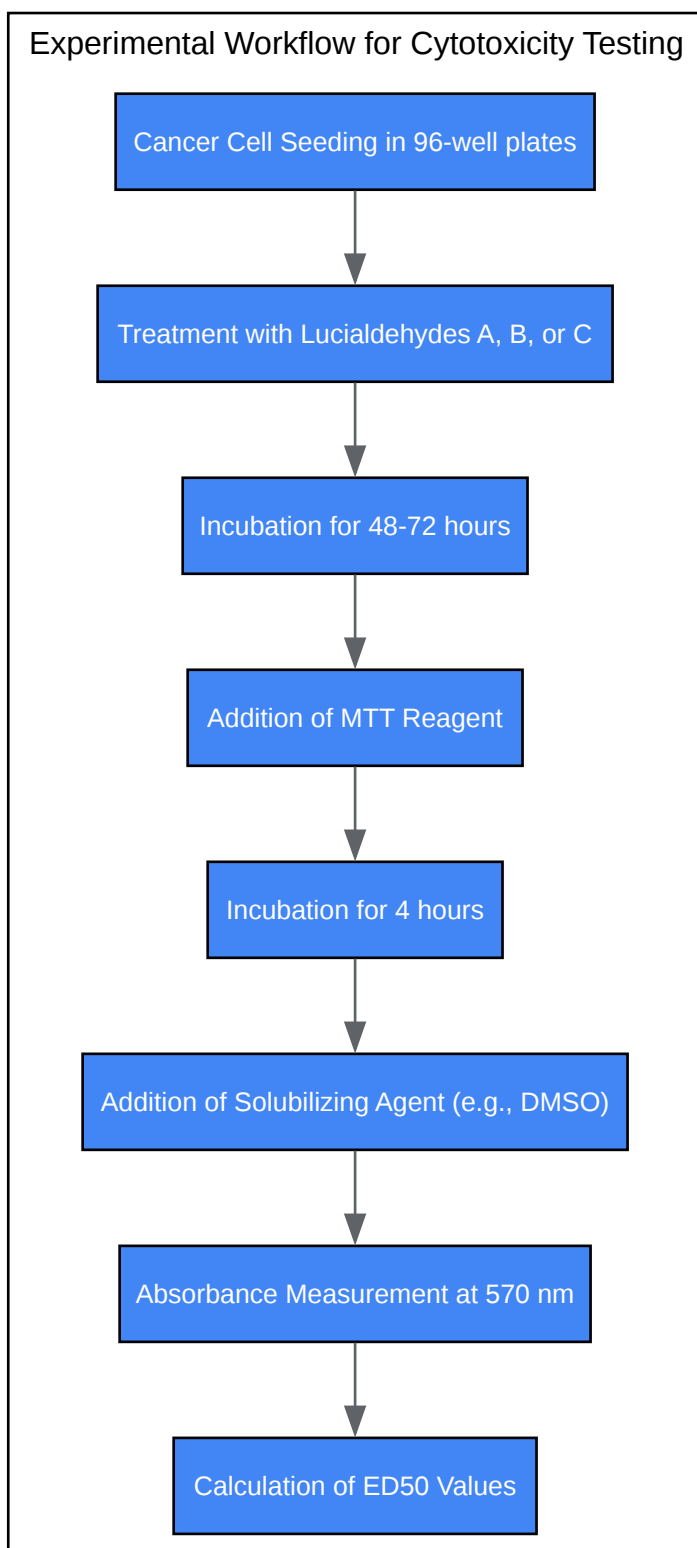 Experimental Workflow for Cytotoxicity Testing
Cancer Cell Seeding in 96-well plates
Treatment with Lucialdehydes A, B, or C
Incubation for 48-72 hours
Addition of MTT Reagent
Incubation for 4 hours
Addition of Solubilizing Agent (e.g., DMSO)
Absorbance Measurement at 570 nm
Calculation of ED50 Values